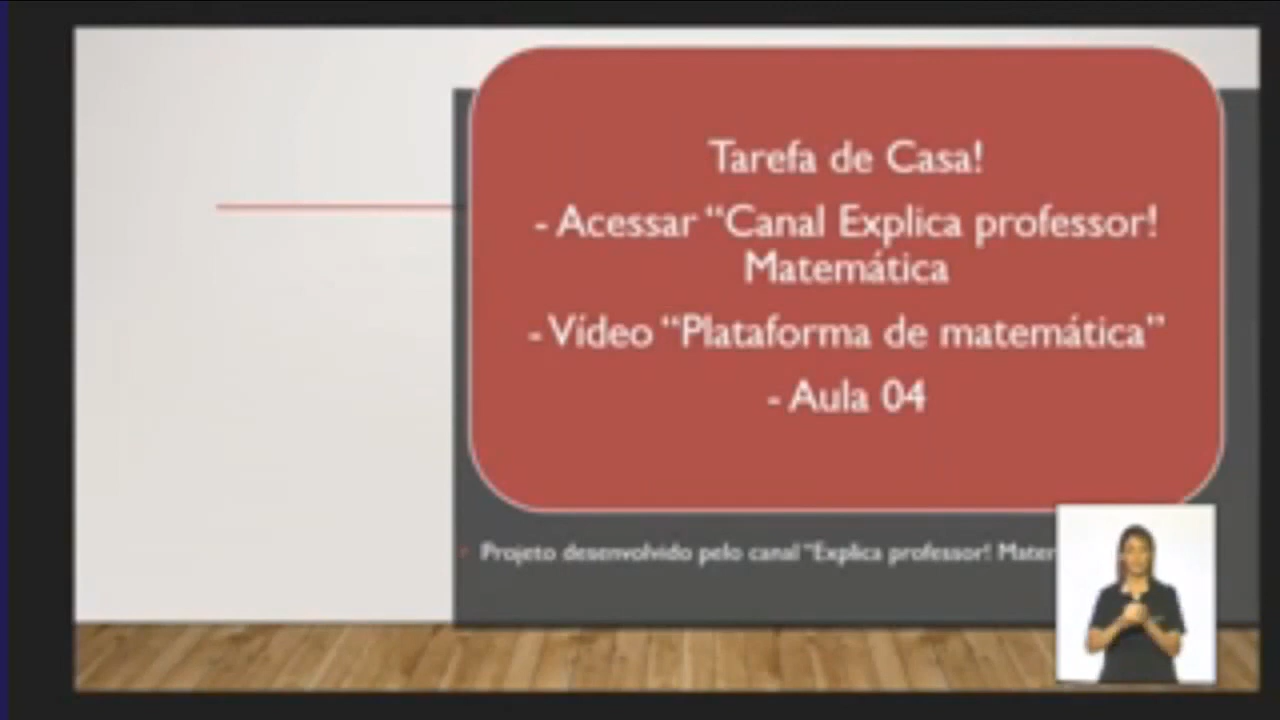 Tarefa de Casa!
- Acessar “Canal Explica professor!
Matemática
- Vídeo “Plataforma de matemática”
- Aula 04
Projeto desenvolvido pelo canal “Explica professor!